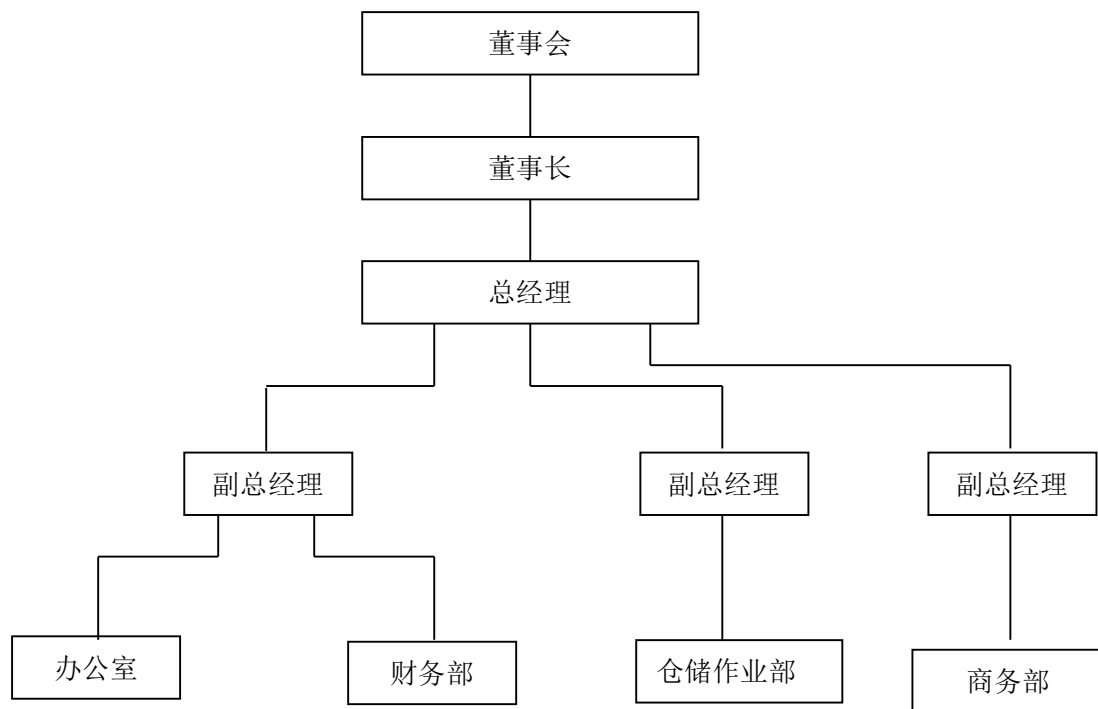 董事会
董事长
总经理
副总经理
副总经理
副总经理
办公室
财务部
仓储作业部
商务部